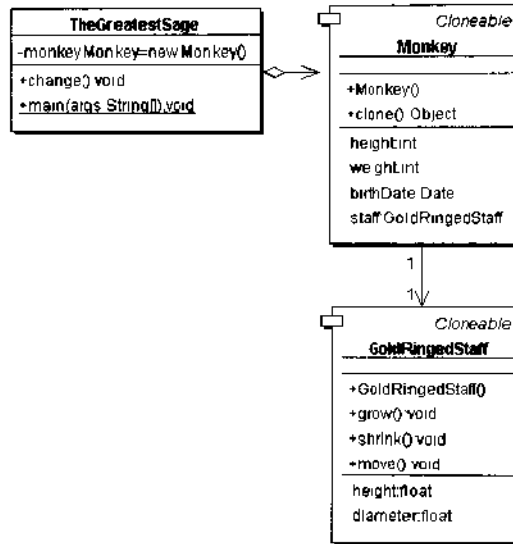 TheGreatestSage
-monkey Monkey=new Monkey()
+change() void
+main(args String[]).void
Cloneable
Monkey
+Monkey()
+clone() Object
height:int
weight:int
birthDate Date
staff GoldRingedStaff
1
1
Cloneable
GoldRingedStaff
+GoldRingedStaff()
+grow() void
+shrink() void
+move() void
height:float
diameter:float